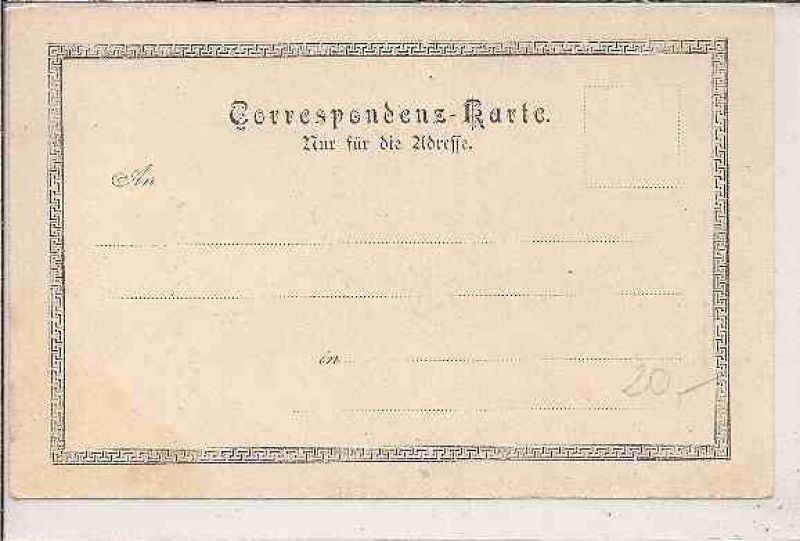 Correspondenz-Karte.
Nur für die Adresse.
An
in
20,-